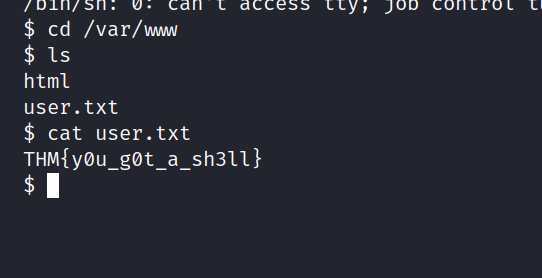 /bin/sh: 0: can't access tty; job control t
$ cd /var/www
$ ls
html
user.txt
$ cat user.txt
THM{y0u_g0t_a_sh3ll}
$